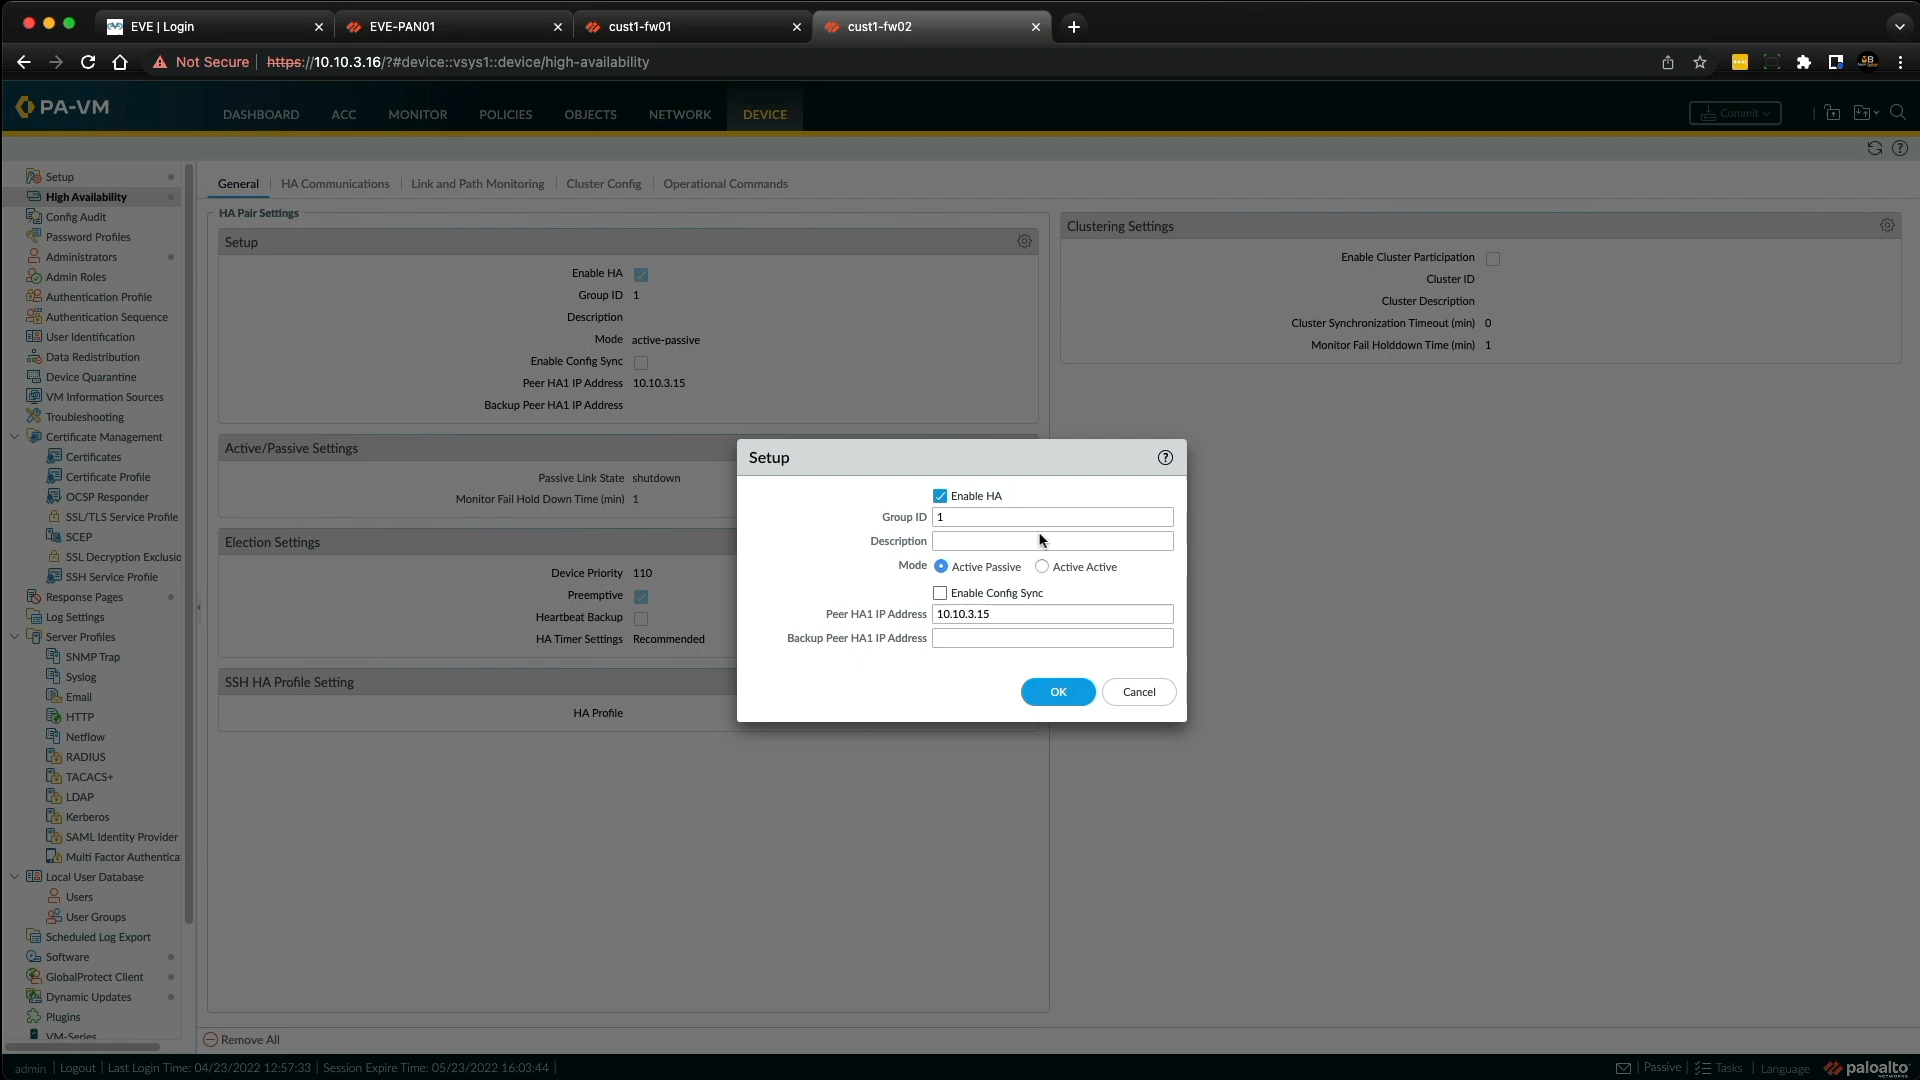 EVE | Login
EVE-PAN01
cust1-fw01
cust1-fw02
Not Secure https://10.10.3.16/?#device::vsys1::device/high-availability
PA-VM
DASHBOARD
ACC
MONITOR
POLICIES
OBJECTS
NETWORK
DEVICE
Commit
Setup
High Availability
Config Audit
Password Profiles
Administrators
Admin Roles
Authentication Profile
Authentication Sequence
User Identification
Data Redistribution
Device Quarantine
VM Information Sources
Troubleshooting
Certificate Management
Certificates
Certificate Profile
OCSP Responder
SSL/TLS Service Profile
SCEP
SSL Decryption Exclusio
SSH Service Profile
Response Pages
Log Settings
Server Profiles
SNMP Trap
Syslog
Email
HTTP
Netflow
RADIUS
TACACS+
LDAP
Kerberos
SAML Identity Provider
Multi Factor Authentica
Local User Database
Users
User Groups
Scheduled Log Export
Software
GlobalProtect Client
Dynamic Updates
Plugins
VM-Series
General
HA Communications
Link and Path Monitoring
Cluster Config
Operational Commands
HA Pair Settings
Setup
Enable HA
Group ID 1
Description
Mode active-passive
Enable Config Sync
Peer HA1 IP Address 10.10.3.15
Backup Peer HA1 IP Address
Active/Passive Settings
Passive Link State shutdown
Monitor Fail Hold Down Time (min) 1
Election Settings
Device Priority 110
Preemptive
Heartbeat Backup
HA Timer Settings Recommended
SSH HA Profile Setting
HA Profile
Clustering Settings
Enable Cluster Participation
Cluster ID
Cluster Description
Cluster Synchronization Timeout (min) 0
Monitor Fail Holddown Time (min) 1
Setup
Enable HA
Group ID 1
Description
Mode Active Passive Active Active
Enable Config Sync
Peer HA1 IP Address 10.10.3.15
Backup Peer HA1 IP Address
OK Cancel
Remove All
admin | Logout | Last Login Time: 04/23/2022 12:57:33 | Session Expire Time: 05/23/2022 16:03:44 |
| Passive | Tasks | Language
paloalto
NETWORKS